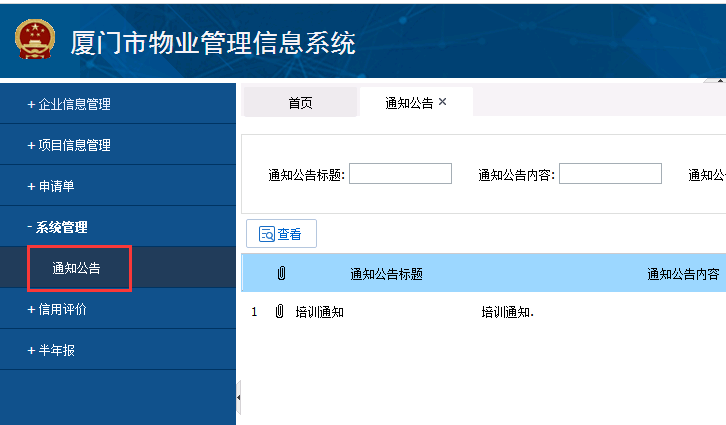 厦门市物业管理信息系统
+ 企业信息管理
+ 项目信息管理
+ 申请单
- 系统管理
通知公告
+ 信用评价
+ 半年报
首页 通知公告 ×
通知公告标题: 通知公告内容: 通知公
查看
通知公告标题 通知公告内容
1 培训通知 培训通知.